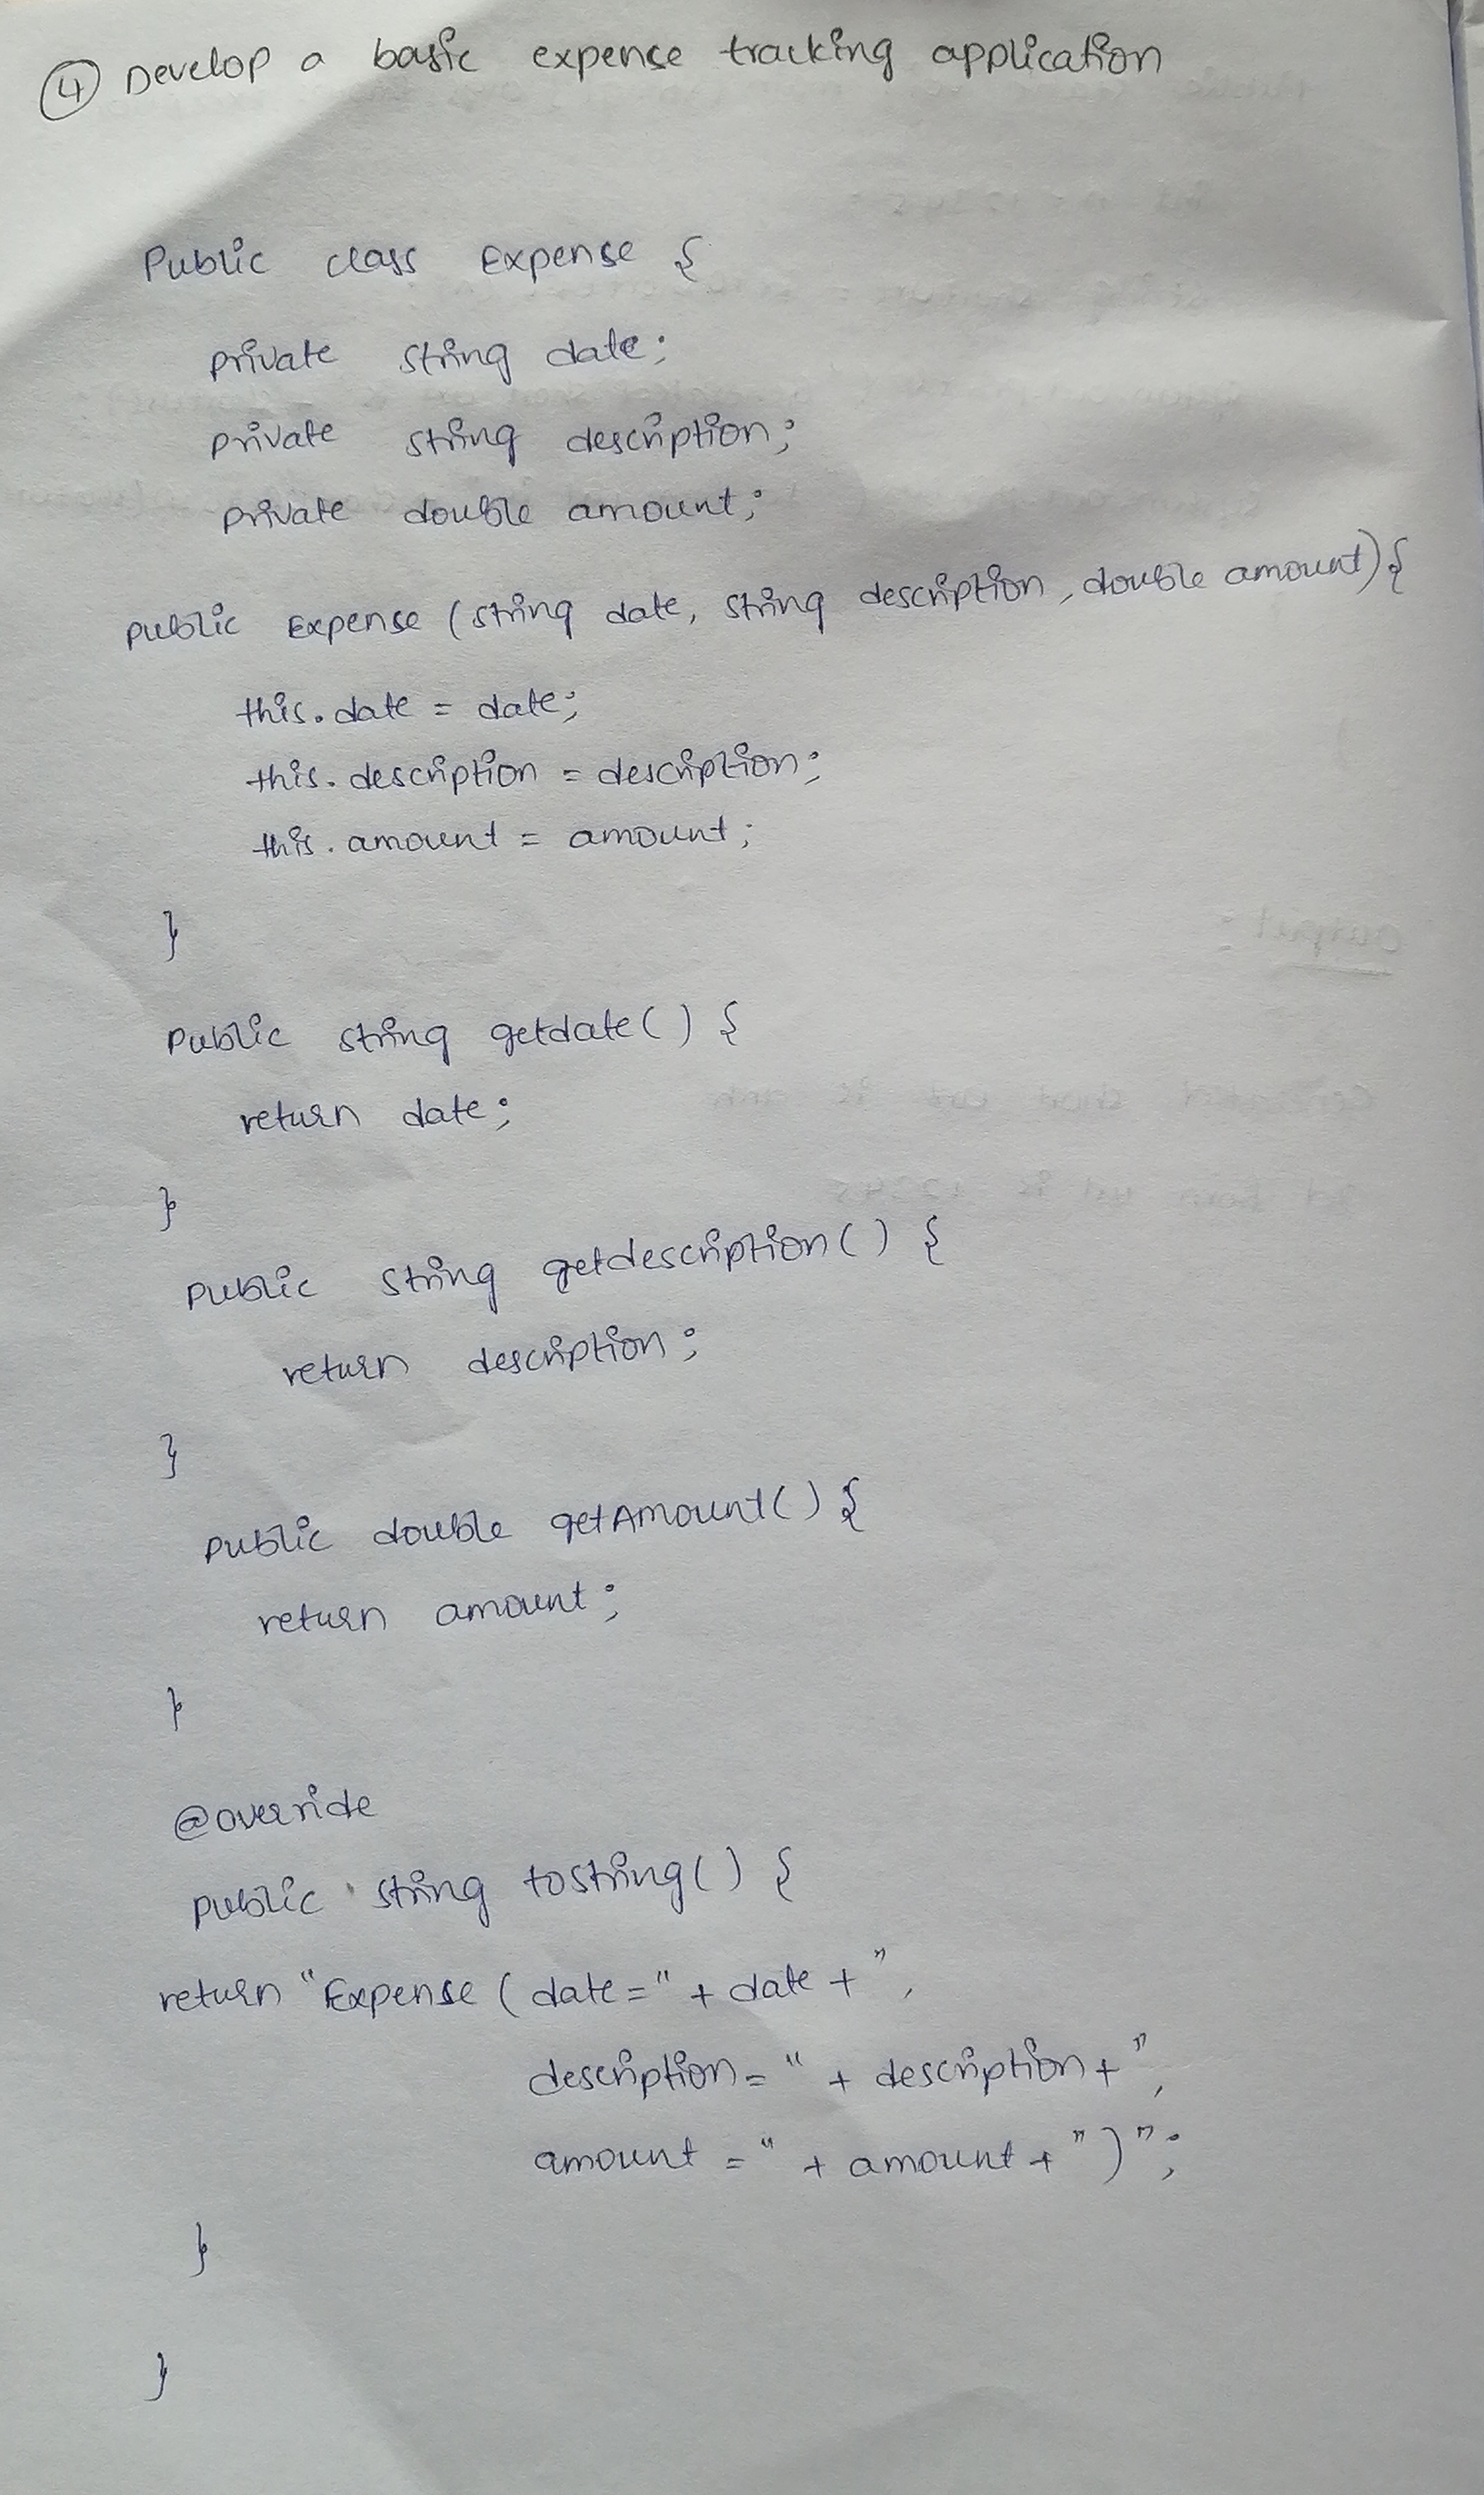 4 Develop a basic expense tracking application
Public class Expense {
private string date;
private string description;
private double amount;
public Expense (string date, string description, double amount) {
this.date = date;
this.description = description;
this.amount = amount;
}
Public string getdate( ) {
return date;
}
Public string getdescription( ) {
return description;
}
Public double getAmount( ) {
return amount;
}
@override
public string tostring( ) {
return "Expense ( date=" + date + ",
description= " + description + ",
amount =" + amount + ")";
}
}